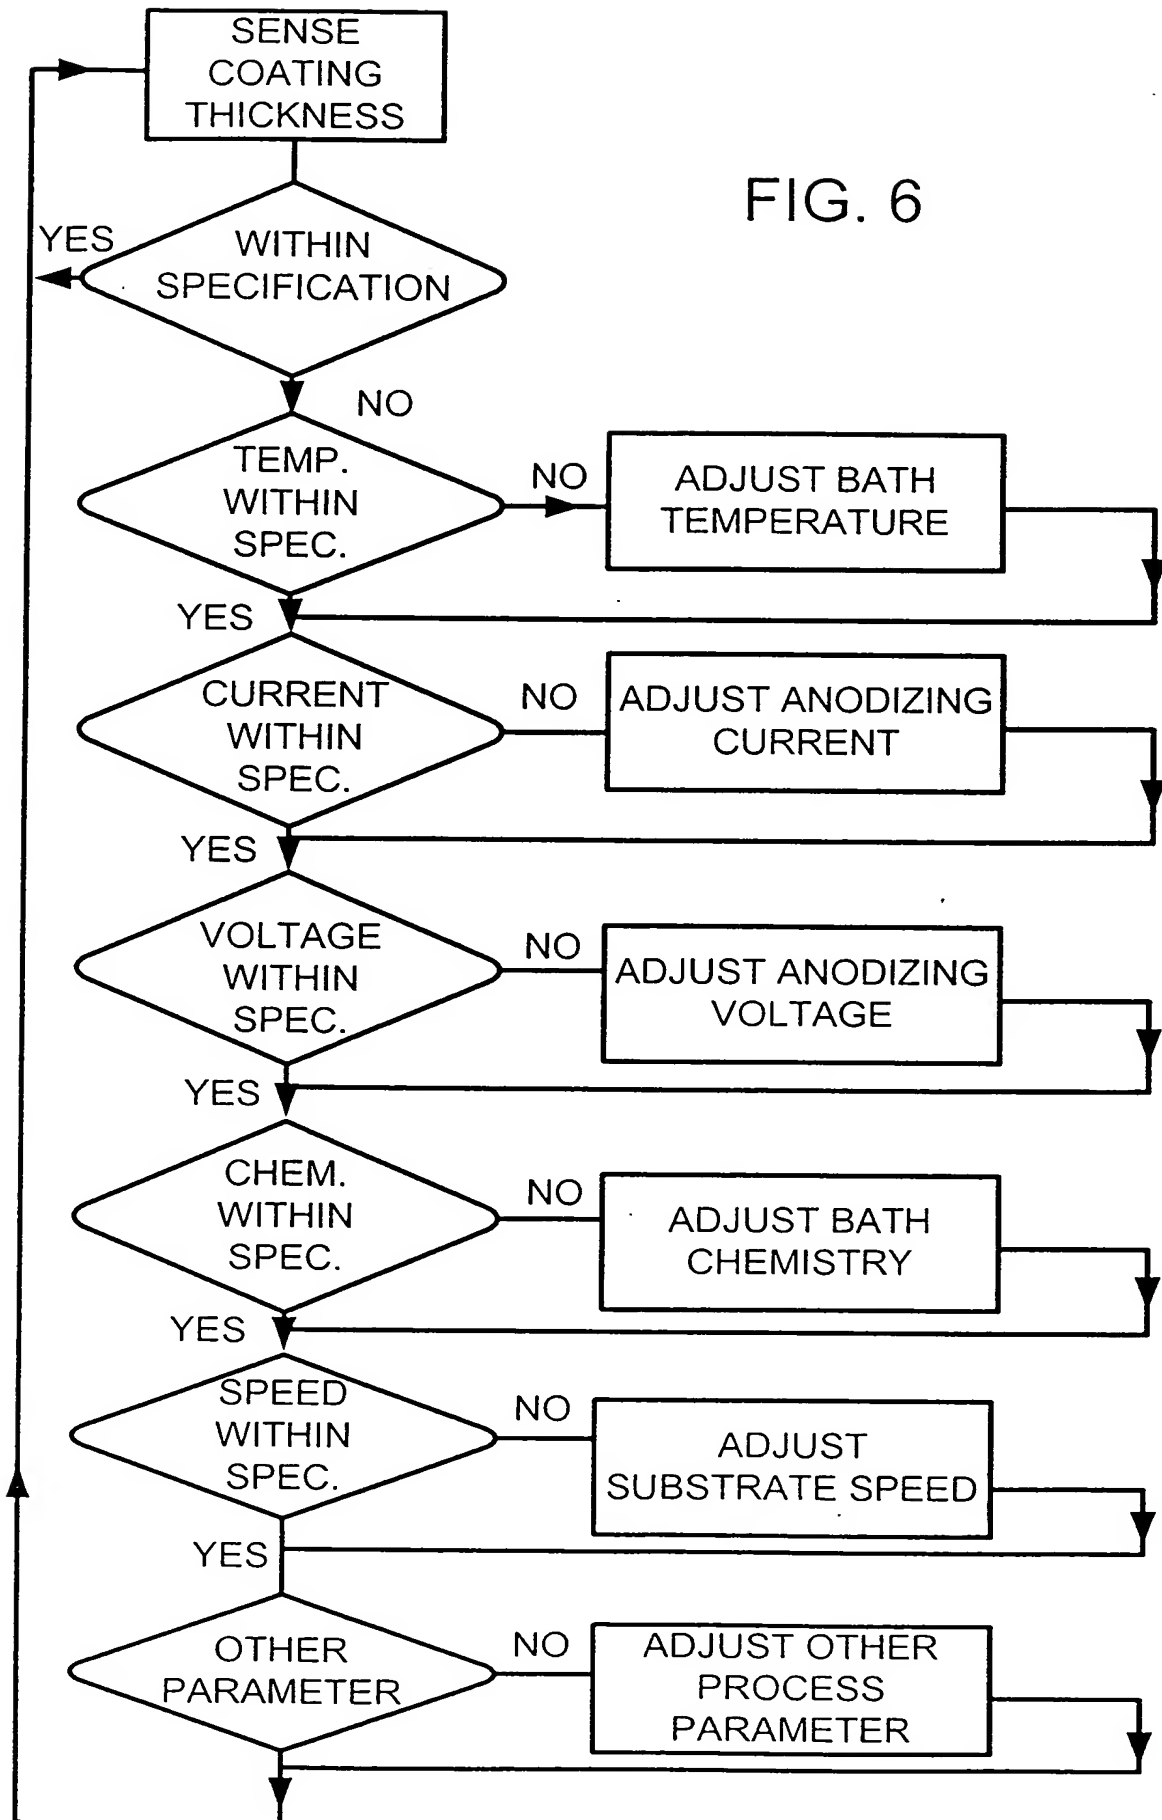 SENSE
COATING
THICKNESS
FIG. 6
YES
WITHIN
SPECIFICATION
NO
TEMP.
WITHIN
SPEC.
NO
ADJUST BATH
TEMPERATURE
YES
CURRENT
WITHIN
SPEC.
NO
ADJUST ANODIZING
CURRENT
YES
VOLTAGE
WITHIN
SPEC.
NO
ADJUST ANODIZING
VOLTAGE
YES
CHEM.
WITHIN
SPEC.
NO
ADJUST BATH
CHEMISTRY
YES
SPEED
WITHIN
SPEC.
NO
ADJUST
SUBSTRATE SPEED
YES
OTHER
PARAMETER
NO
ADJUST OTHER
PROCESS
PARAMETER